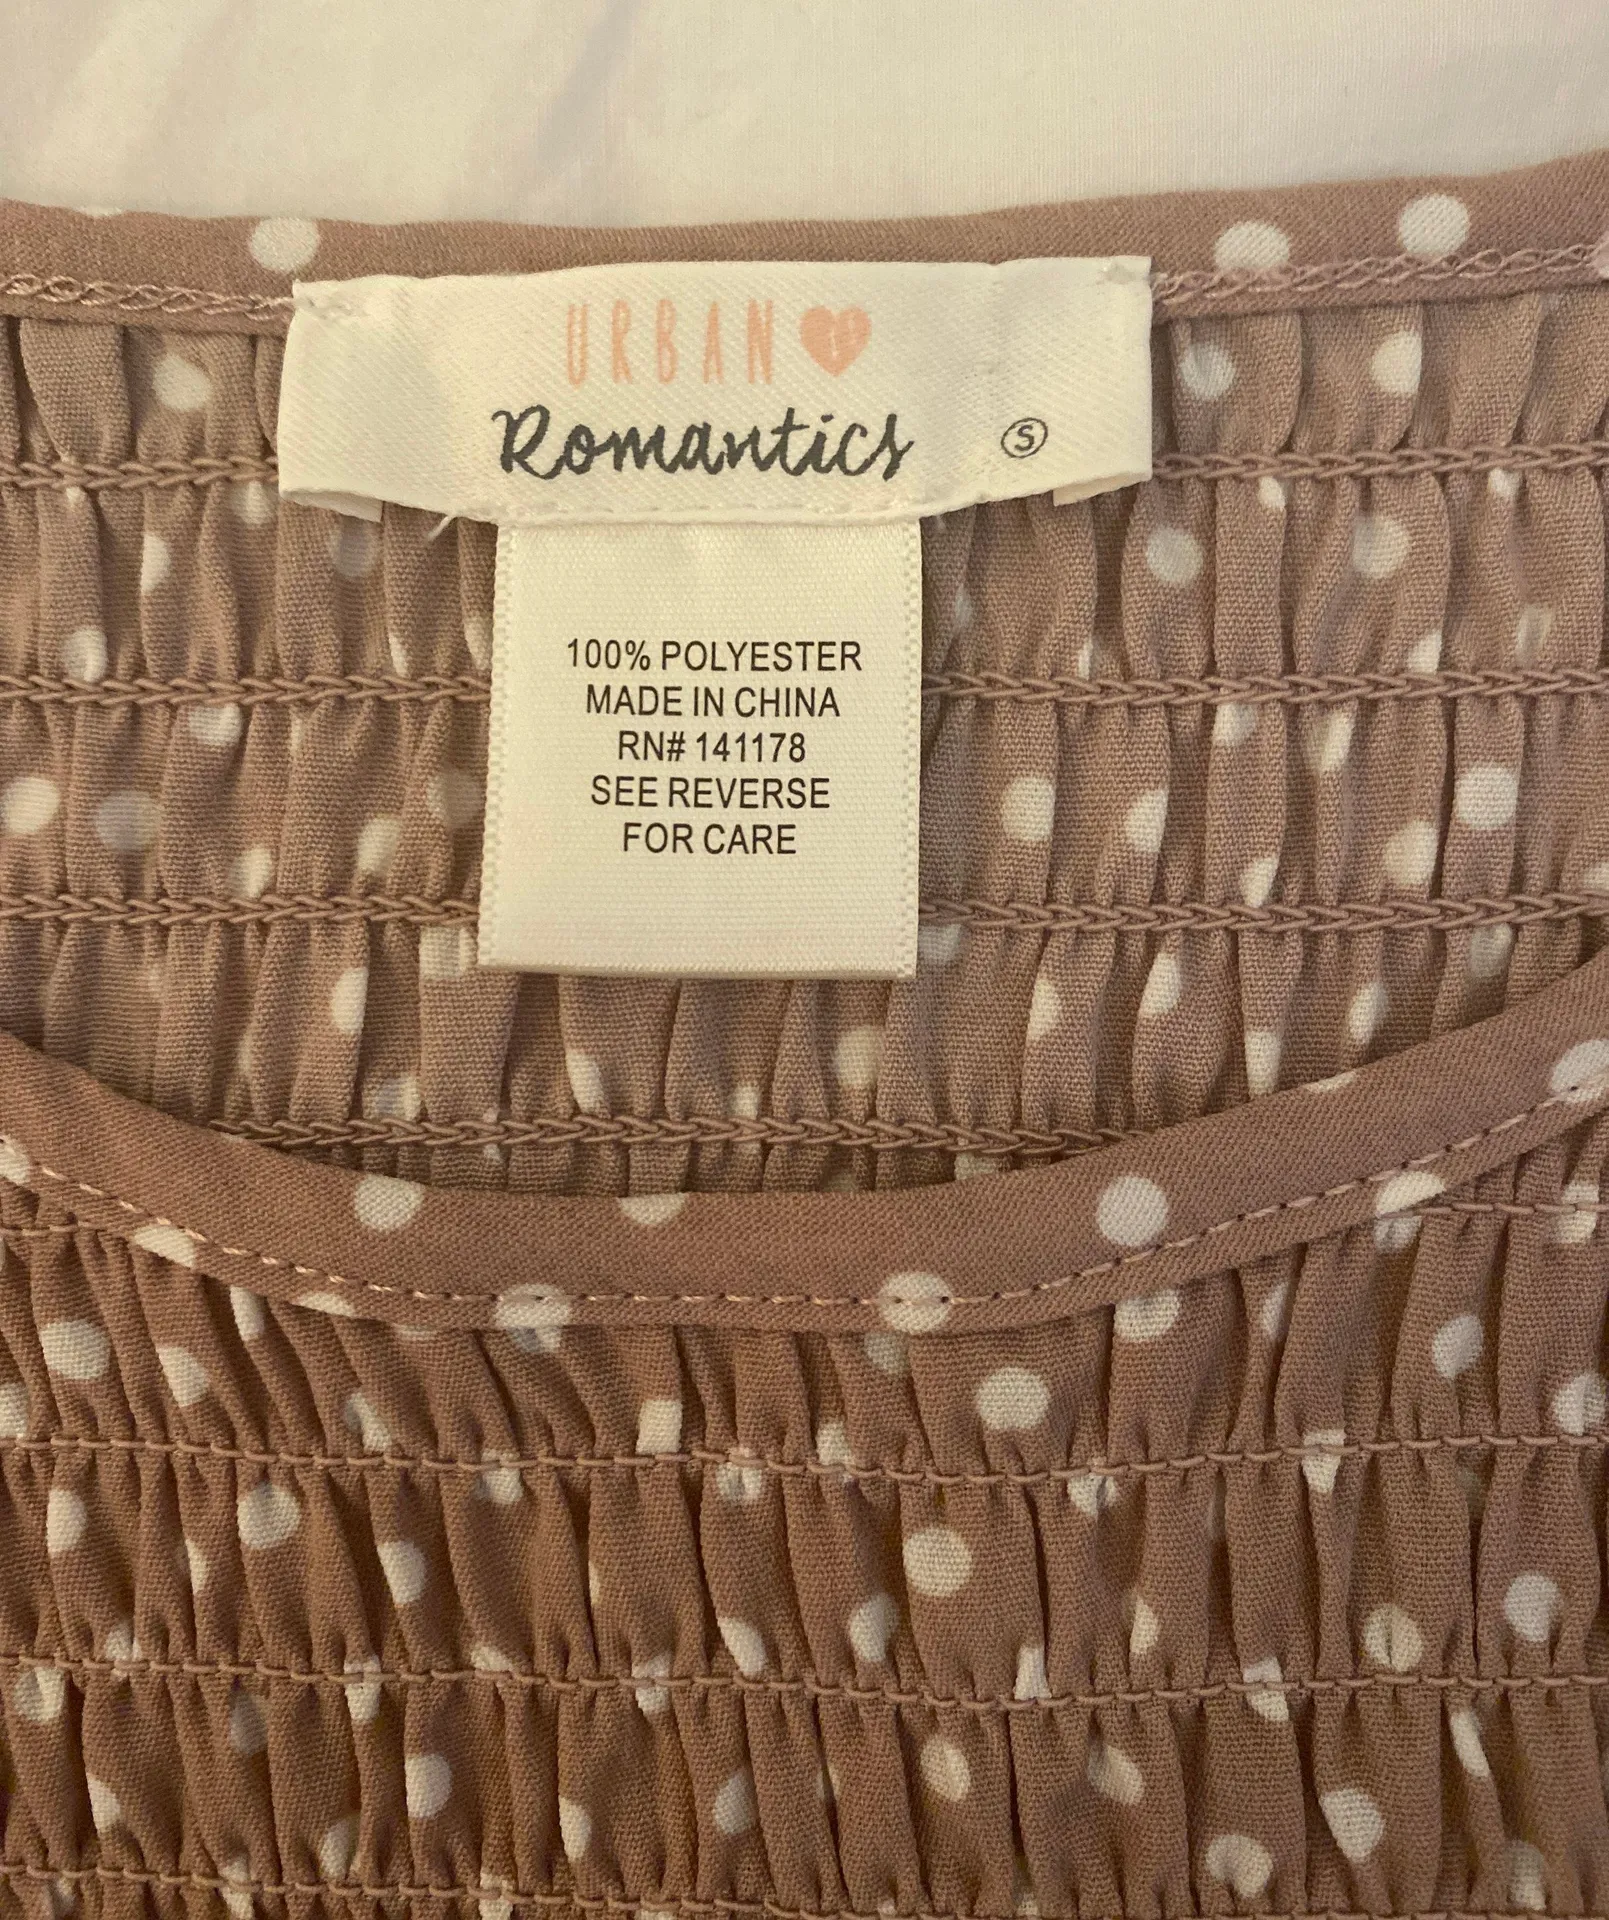 URBAN
Romantics
S
100% POLYESTER
MADE IN CHINA
RN# 141178
SEE REVERSE
FOR CARE